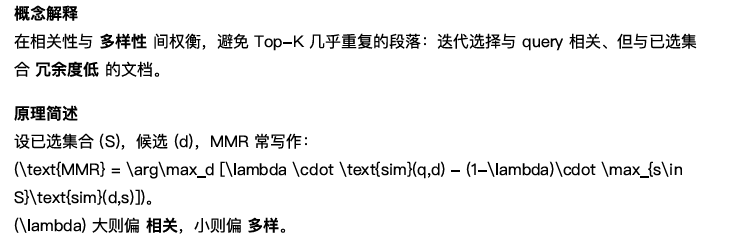 概念解释
在相关性与 多样性 间权衡，避免 Top-K 几乎重复的段落：迭代选择与 query 相关、但与已选集
合 冗余度低 的文档。
原理简述
设已选集合 (S)，候选 (d)，MMR 常写作：
(\text{MMR} = \arg\max_d [\lambda \cdot \text{sim}(q,d) - (1-\lambda)\cdot \max_{s\in
S}\text{sim}(d,s)])。
(\lambda) 大则偏 相关，小则偏 多样。